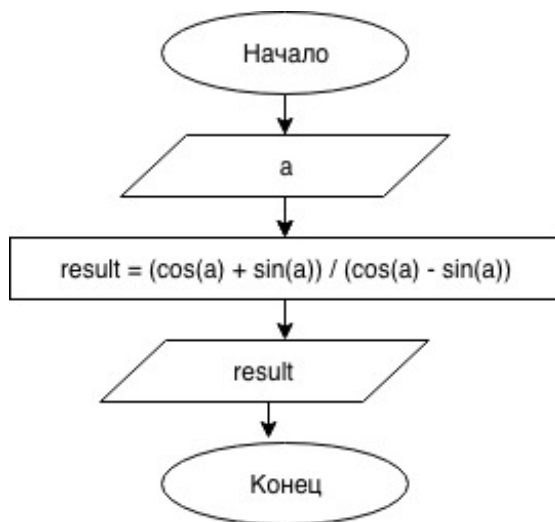 Начало
a
result = (cos(a) + sin(a)) / (cos(a) - sin(a))
result
Конец